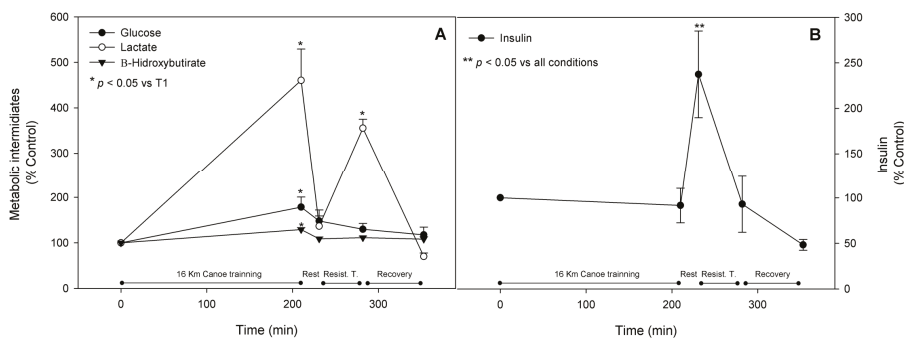 600
500
400
300
200
100
0
Metabolic intermidiates
(% Control)
Glucose
Lactate
B-Hidroxybutirate
* p < 0.05 vs T1
A
*
*
*
*
16 Km Canoe trainning
Rest
Resist. T.
Recovery
0
100
200
300
Time (min)
Insulin
** p < 0.05 vs all conditions
**
B
16 Km Canoe trainning
Rest
Resist. T.
Recovery
0
100
200
300
Time (min)
300
250
200
150
100
50
0
Insulin
(% Control)